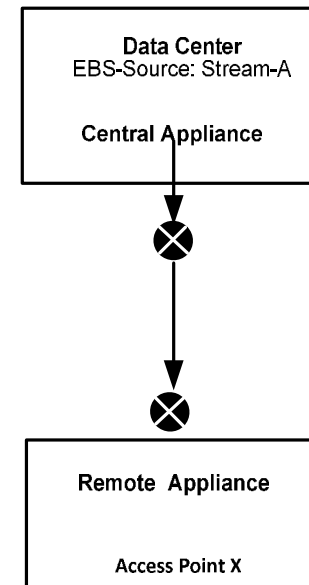 Data Center
EBS-Source: Stream-A
Central Appliance
Remote Appliance
Access Point X